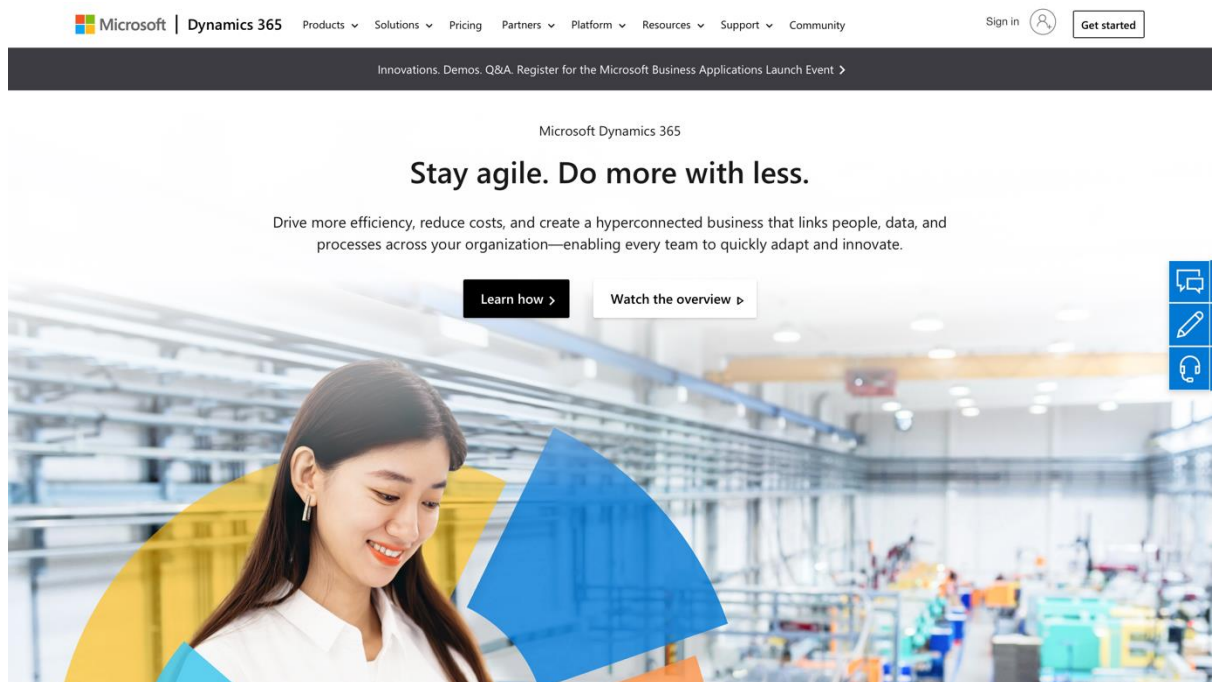 Microsoft | Dynamics 365 Products Solutions Pricing Partners Platform Resources Support Community Sign in Get started
Innovations. Demos. Q&A. Register for the Microsoft Business Applications Launch Event
Microsoft Dynamics 365
Stay agile. Do more with less.
Drive more efficiency, reduce costs, and create a hyperconnected business that links people, data, and
processes across your organization—enabling every team to quickly adapt and innovate.
Learn how Watch the overview